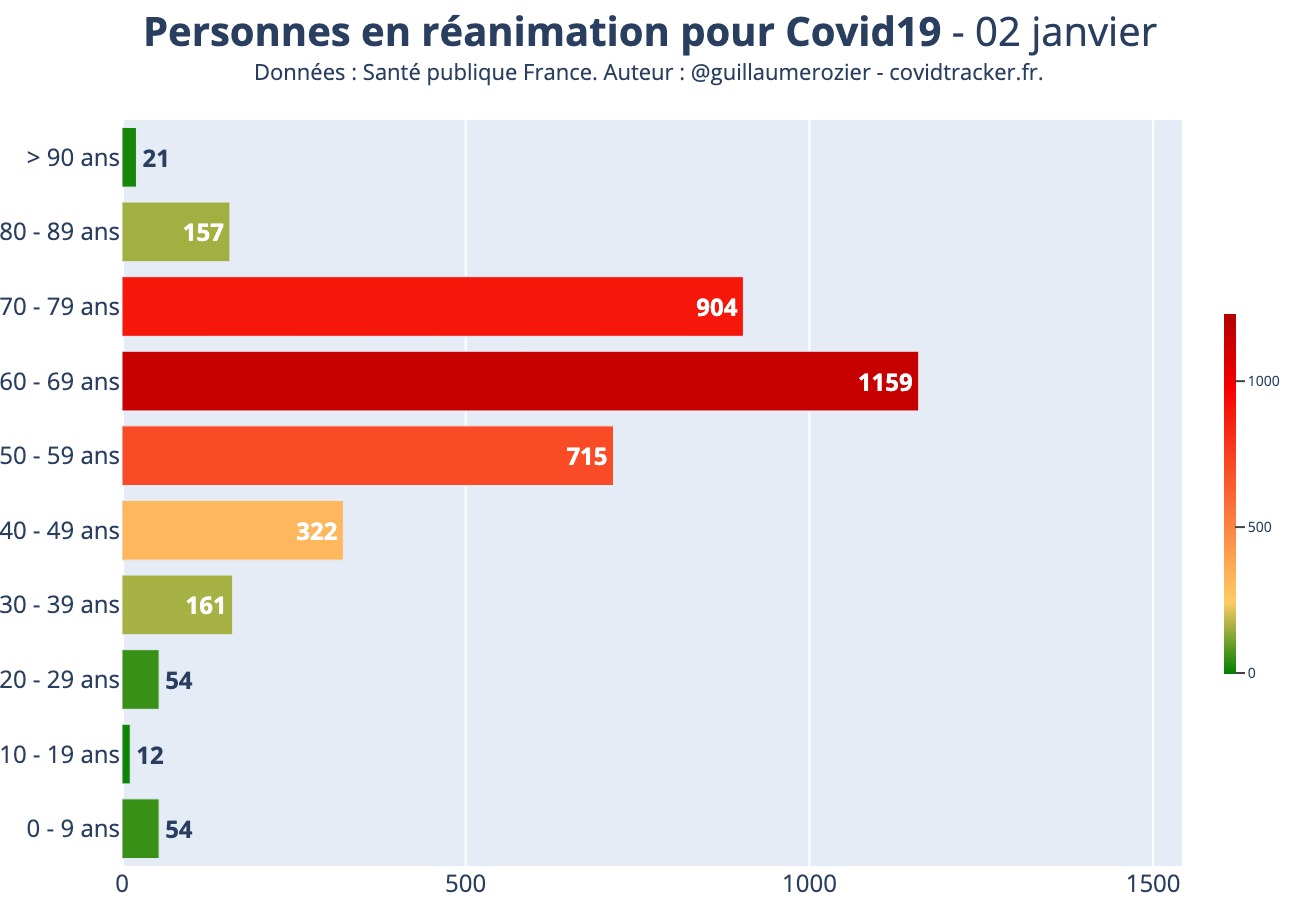 Personnes en réanimation pour Covid19 - 02 janvier
Données : Santé publique France. Auteur : @guillaumerozier - covidtracker.fr.
> 90 ans 21
80 - 89 ans 157
70 - 79 ans 904
60 - 69 ans 1159
50 - 59 ans 715
40 - 49 ans 322
30 - 39 ans 161
20 - 29 ans 54
10 - 19 ans 12
0 - 9 ans 54
0 500 1000 1500
1000
500
0